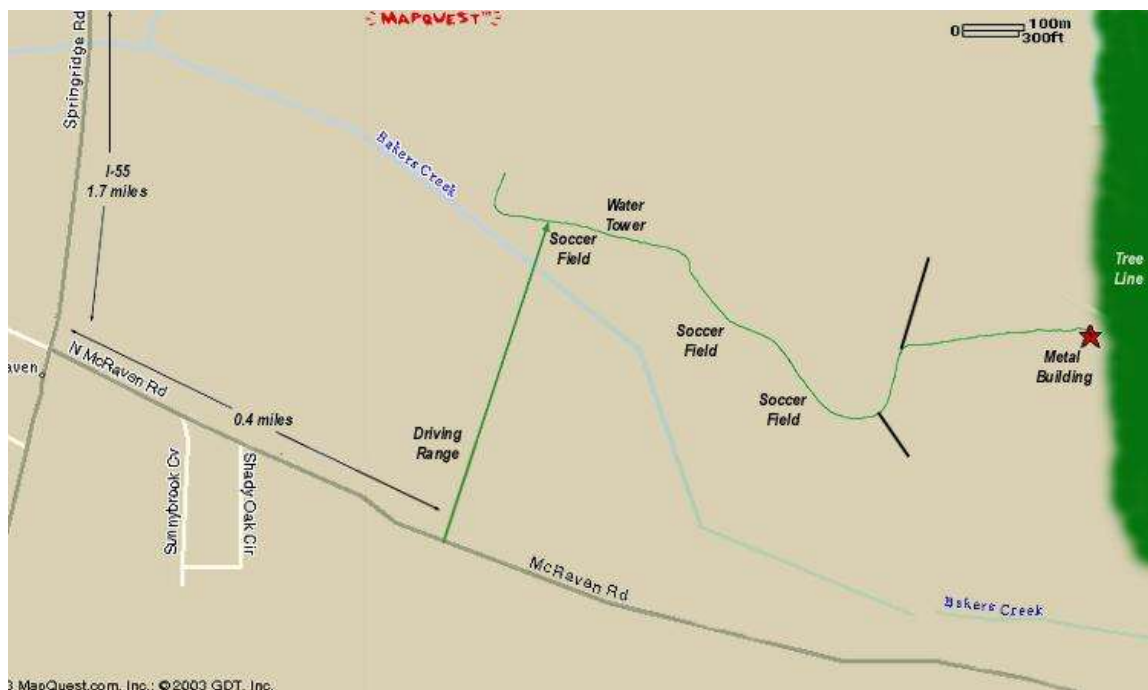 MAPQUEST™
0 100m
300ft
Springridge Rd
I-55
1.7 miles
Bakers Creek
Water
Tower
Soccer
Field
Tree
Line
Soccer
Field
Metal
Building
N McRaven Rd
aven
0.4 miles
Driving
Range
Soccer
Field
Sunnybrook Cv
Shady Oak Cir
McRaven Rd
Bakers Creek
3 MapQuest.com, Inc.; © 2003 GDT, Inc.